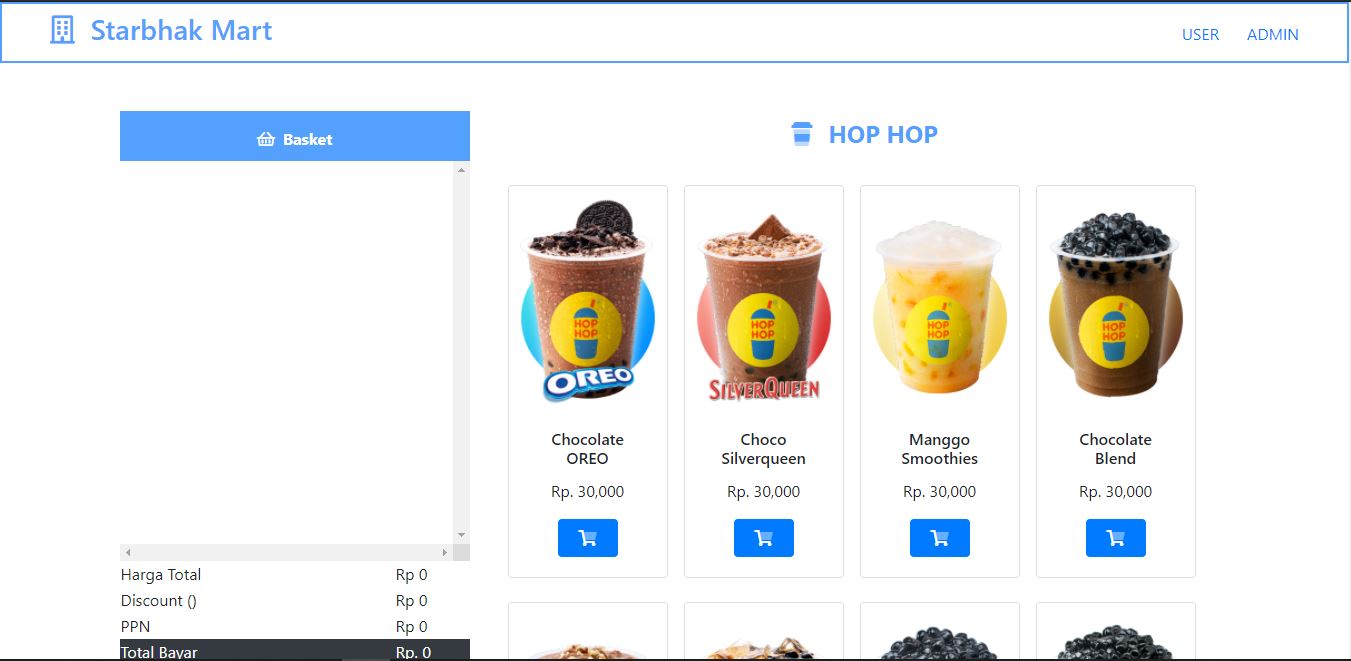 Starbhak Mart
USER
ADMIN
Basket
HOP HOP
HOP
HOP
OREO
HOP
HOP
SILVERQUEEN
HOP
HOP
HOP
HOP
Chocolate
OREO
Choco
Silverqueen
Manggo
Smoothies
Chocolate
Blend
Rp. 30,000
Rp. 30,000
Rp. 30,000
Rp. 30,000
Harga Total Rp 0
Discount () Rp 0
PPN Rp 0
Total Bayar Rp. 0